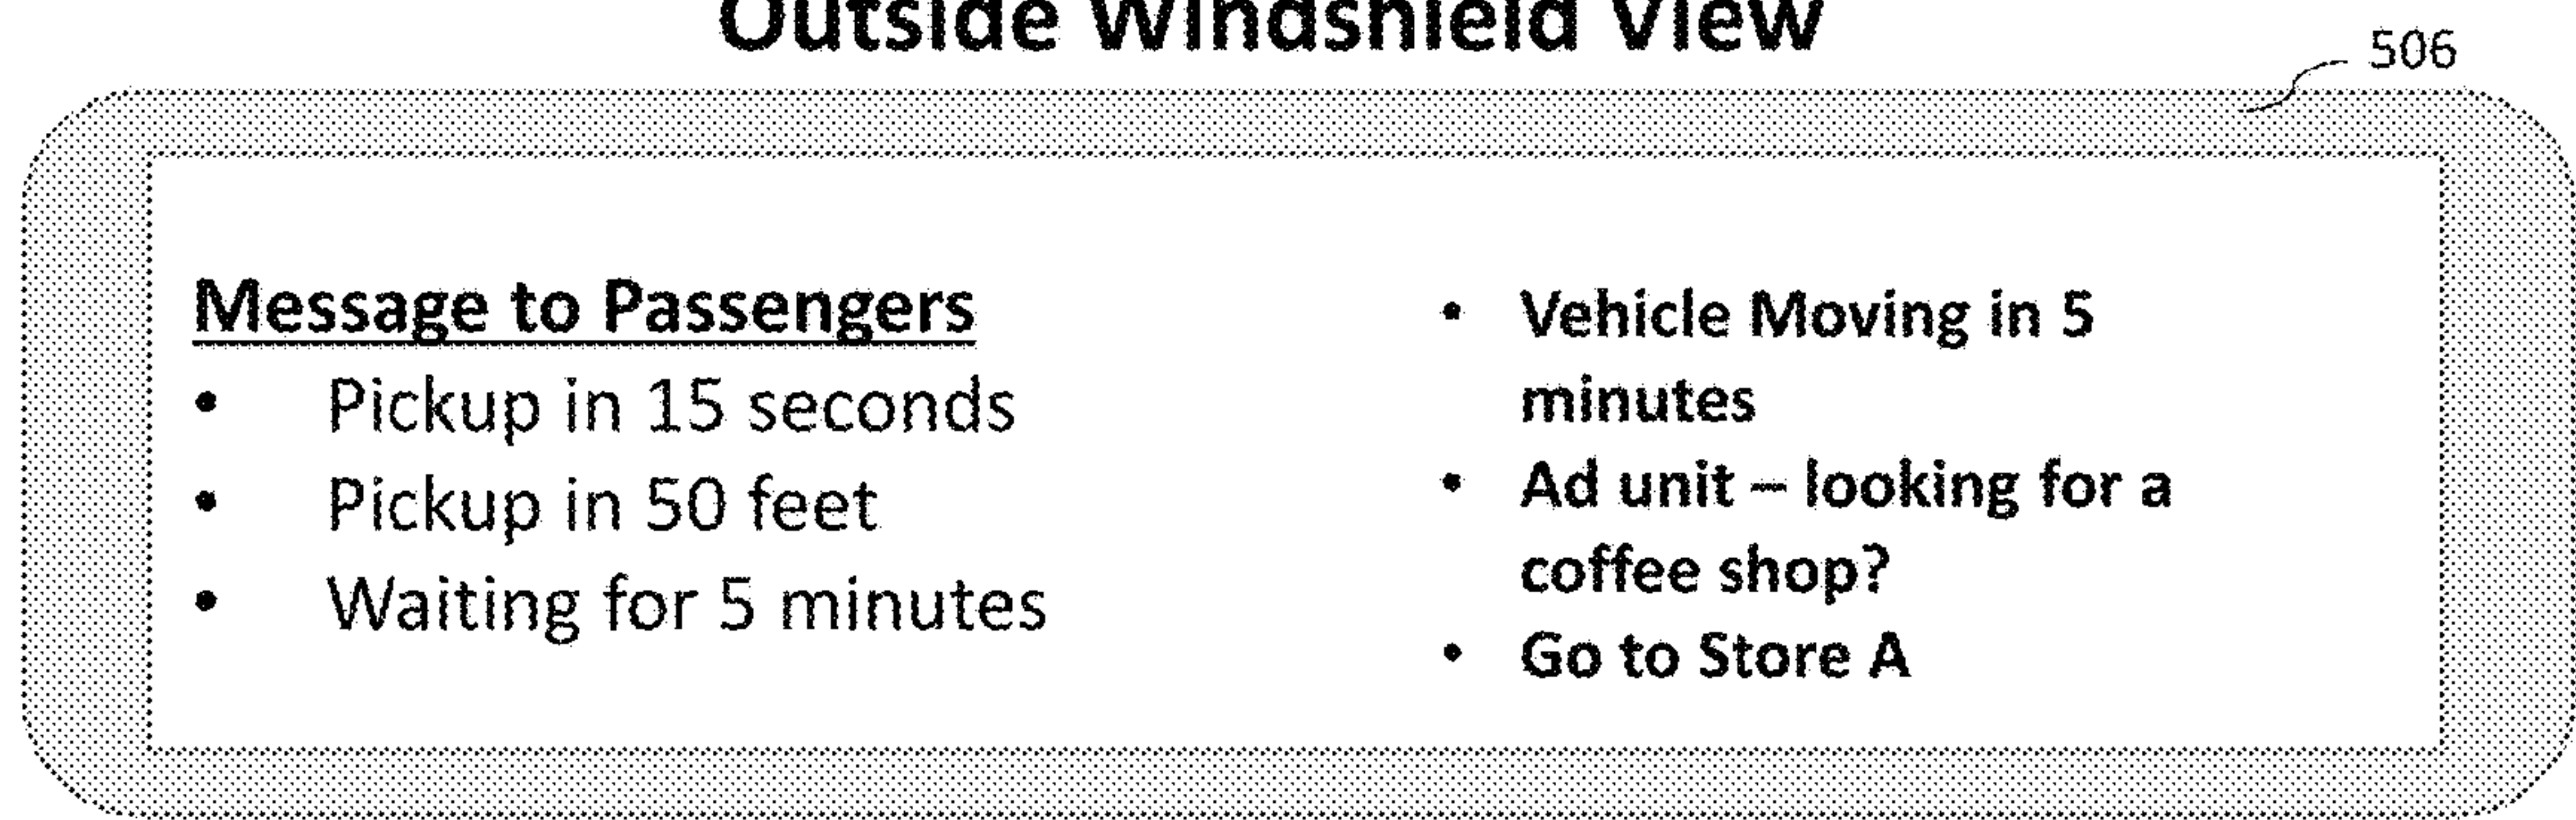 Outside Windshield View
506
Message to Passengers
• Pickup in 15 seconds
• Pickup in 50 feet
• Waiting for 5 minutes
• Vehicle Moving in 5
minutes
• Ad unit – looking for a
coffee shop?
• Go to Store A